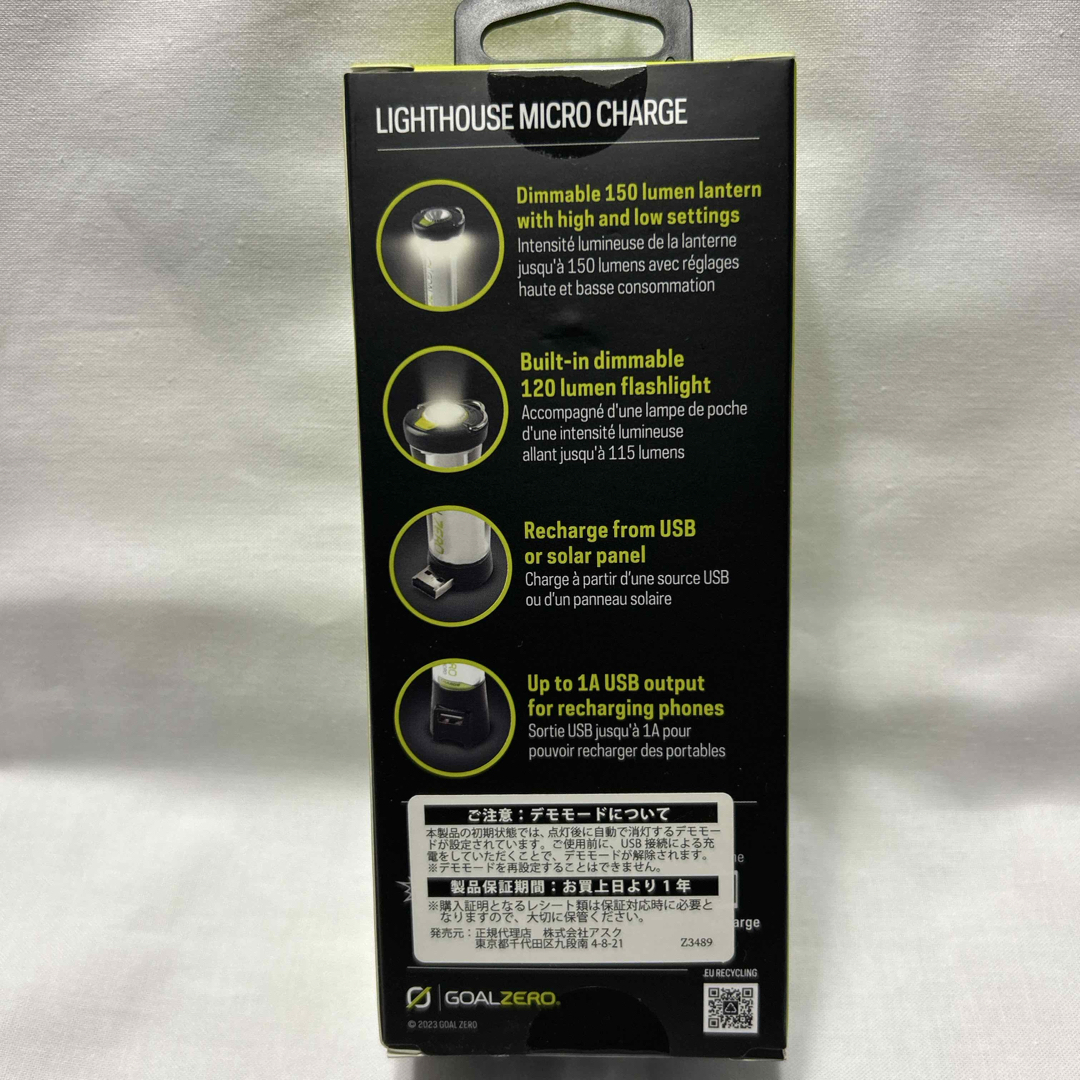 LIGHTHOUSE MICRO CHARGE
Dimmable 150 lumen lantern
with high and low settings
Intensité lumineuse de la lanterne
jusqu'à 150 lumens avec réglages
haute et basse consommation
Built-in dimmable
120 lumen flashlight
Accompagné d'une lampe de poche
d'une intensité lumineuse
allant jusqu'à 115 lumens
Recharge from USB
or solar panel
Charge à partir d'une source USB
ou d'un panneau solaire
Up to 1A USB output
for recharging phones
Sortie USB jusqu'à 1A pour
pouvoir recharger des portables
ご注意：デモモードについて
本製品の初期状態では、点灯後に自動で消灯するデモモー
ドが設定されています。ご使用前に、USB 接続による充
電をしていただくことで、デモモードが解除されます。
※デモモードを再設定することはできません。
製品保証期間：お買上日より1年
※購入証明となるレシート類は保証対応時に必要と
なりますので、大切に保管ください。
発売元：正規代理店　株式会社アスク
東京都千代田区九段南 4-8-21 Z3489
EU RECYCLING
GOALZERO.
© 2023 GOAL ZERO